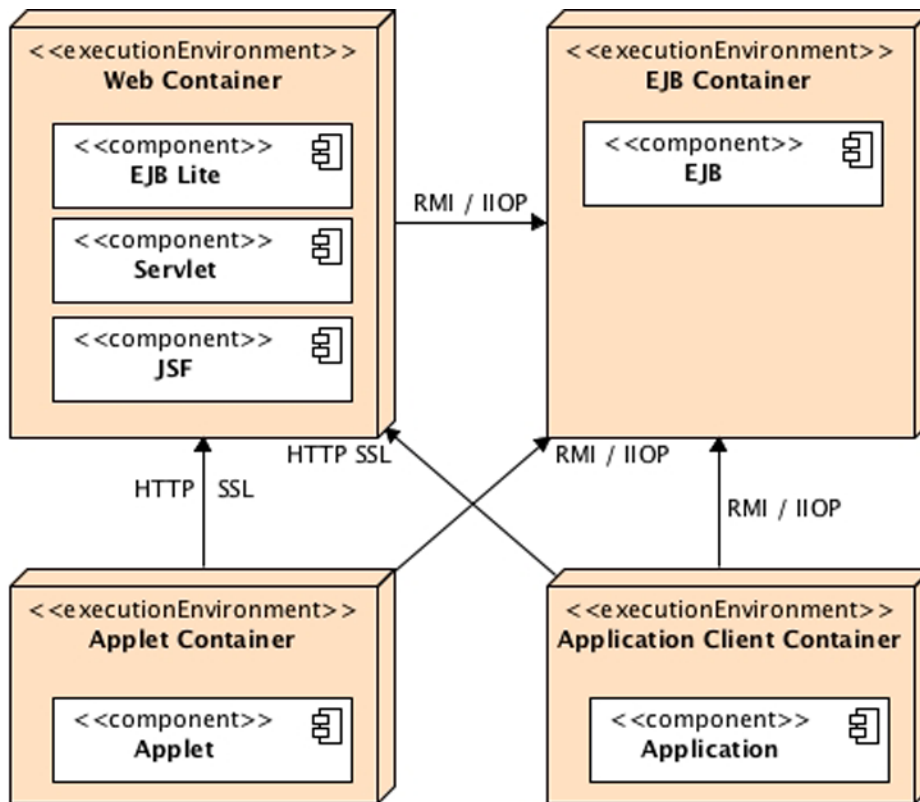 <<executionEnvironment>>
Web Container
<<component>>
EJB Lite
<<component>>
Servlet
<<component>>
JSF
RMI / IIOP
<<executionEnvironment>>
EJB Container
<<component>>
EJB
HTTP SSL
HTTP SSL
RMI / IIOP
RMI / IIOP
<<executionEnvironment>>
Applet Container
<<component>>
Applet
<<executionEnvironment>>
Application Client Container
<<component>>
Application